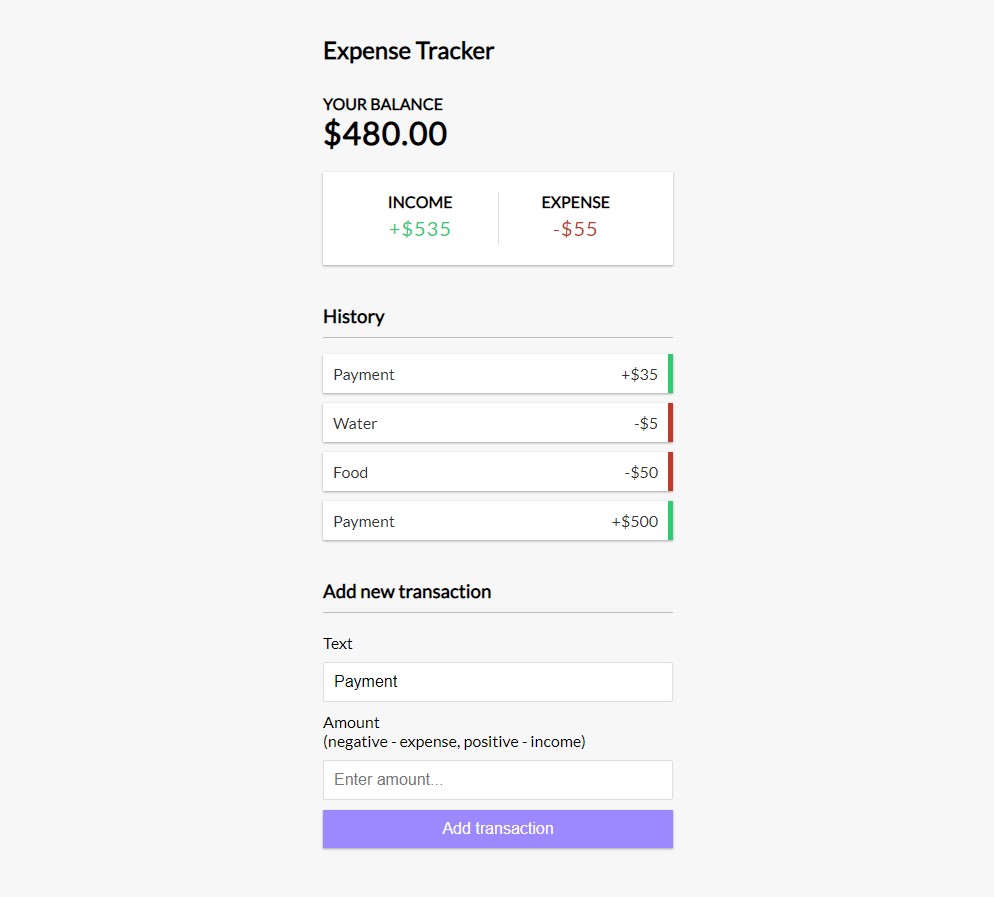 Expense Tracker
YOUR BALANCE
$480.00
INCOME EXPENSE
+$535 -$55
History
Payment +$35
Water -$5
Food -$50
Payment +$500
Add new transaction
Text
Payment
Amount
(negative - expense, positive - income)
Enter amount...
Add transaction